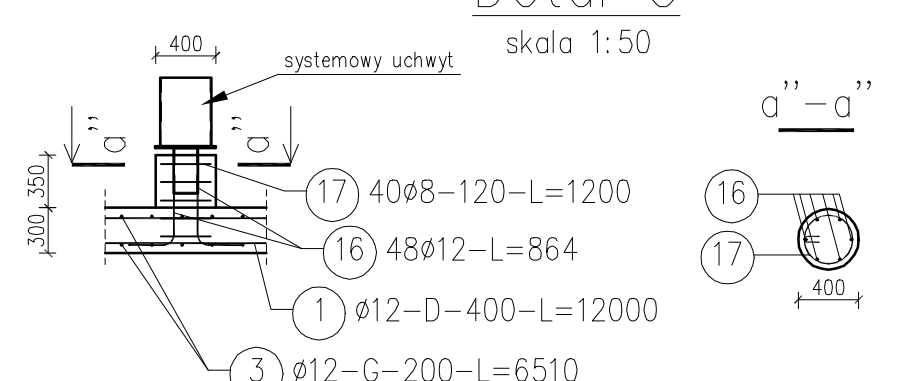 skala 1:50
400
systemowy uchwyt
a'' a''
a''-a''
350
300
17 40ø8-120-L=1200
16 48ø12-L=864
1 ø12-D-400-L=12000
3 ø12-G-200-L=6510
16
17
400